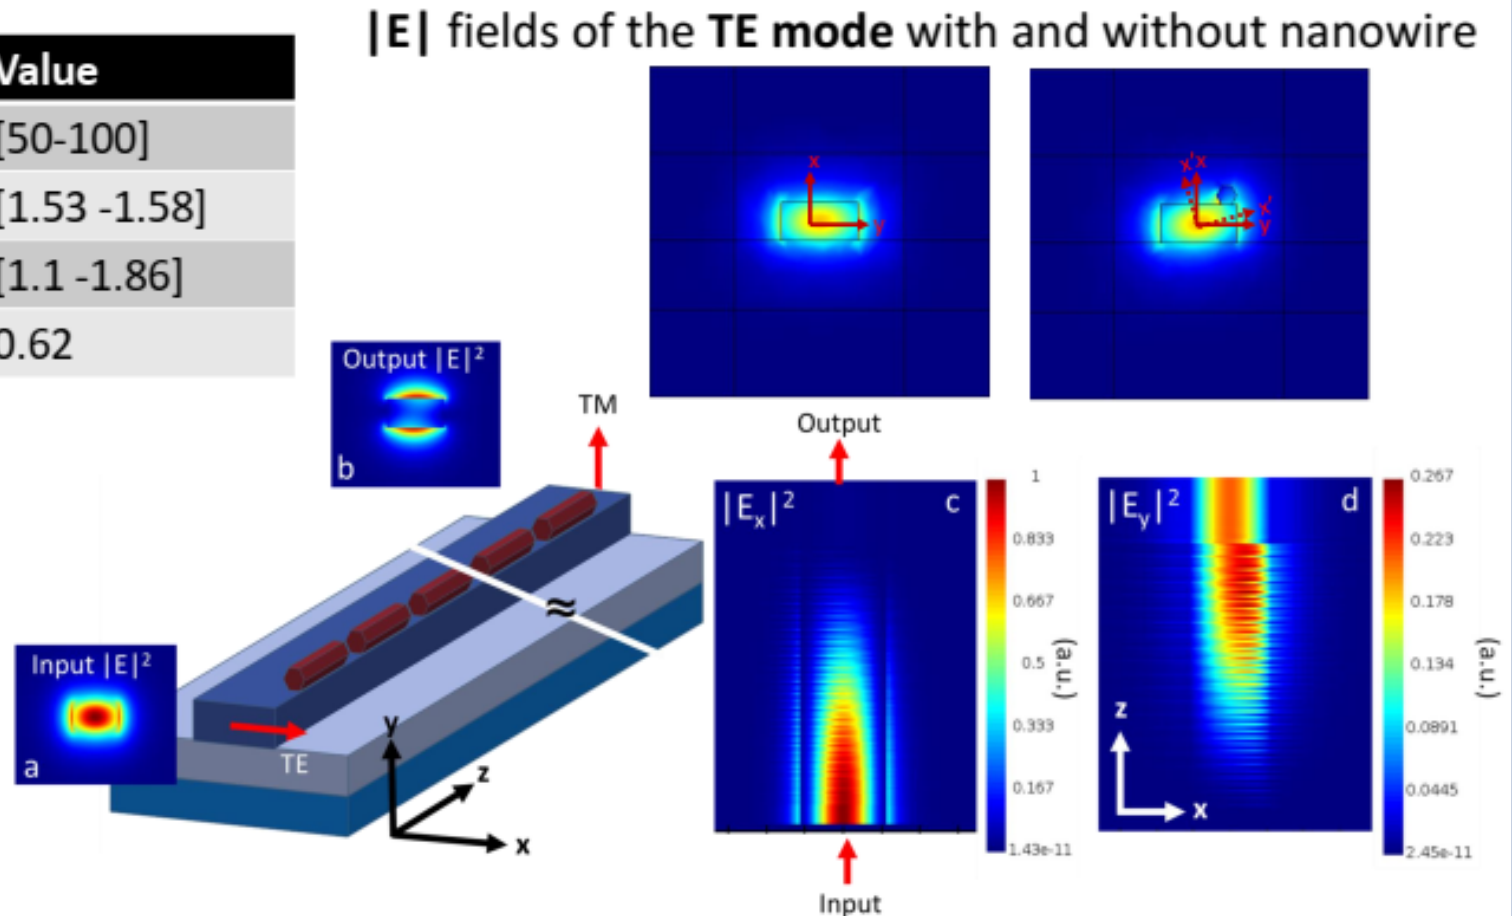 |E| fields of the TE mode with and without nanowire
Value
[50-100]
[1.53 -1.58]
[1.1 -1.86]
0.62
x
y
x'
x
x'
y
Output |E|²
b
TM
Input |E|²
a
TE
y
z
x
≈
Output
|Eₓ|²
c
1
0.833
0.667
0.5
0.333
0.167
1.43e-11
(a.u.)
Input
|Eᵧ|²
d
z
x
0.267
0.223
0.178
0.134
0.0891
0.0445
2.45e-11
(a.u.)